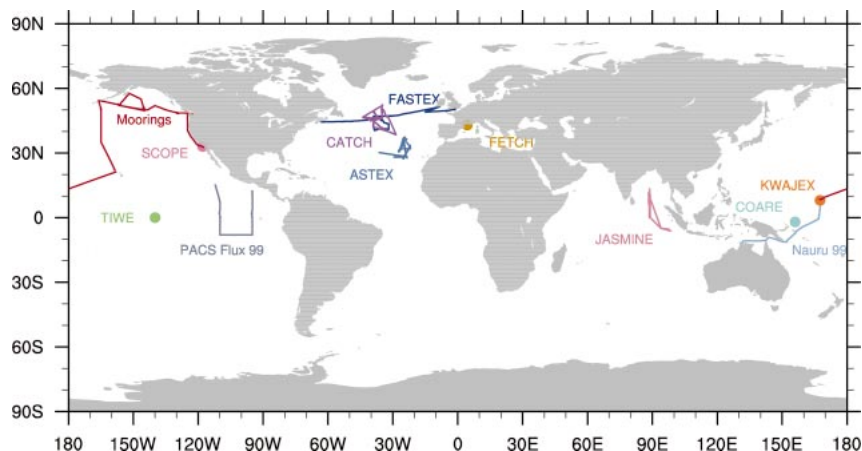 90N
60N
FASTEX
Moorings
CATCH
FETCH
SCOPE
30N
ASTEX
KWAJEX
COARE
TIWE
0
PACS Flux 99
JASMINE
Nauru 99
30S
60S
90S
180 150W 120W 90W 60W 30W 0 30E 60E 90E 120E 150E 180